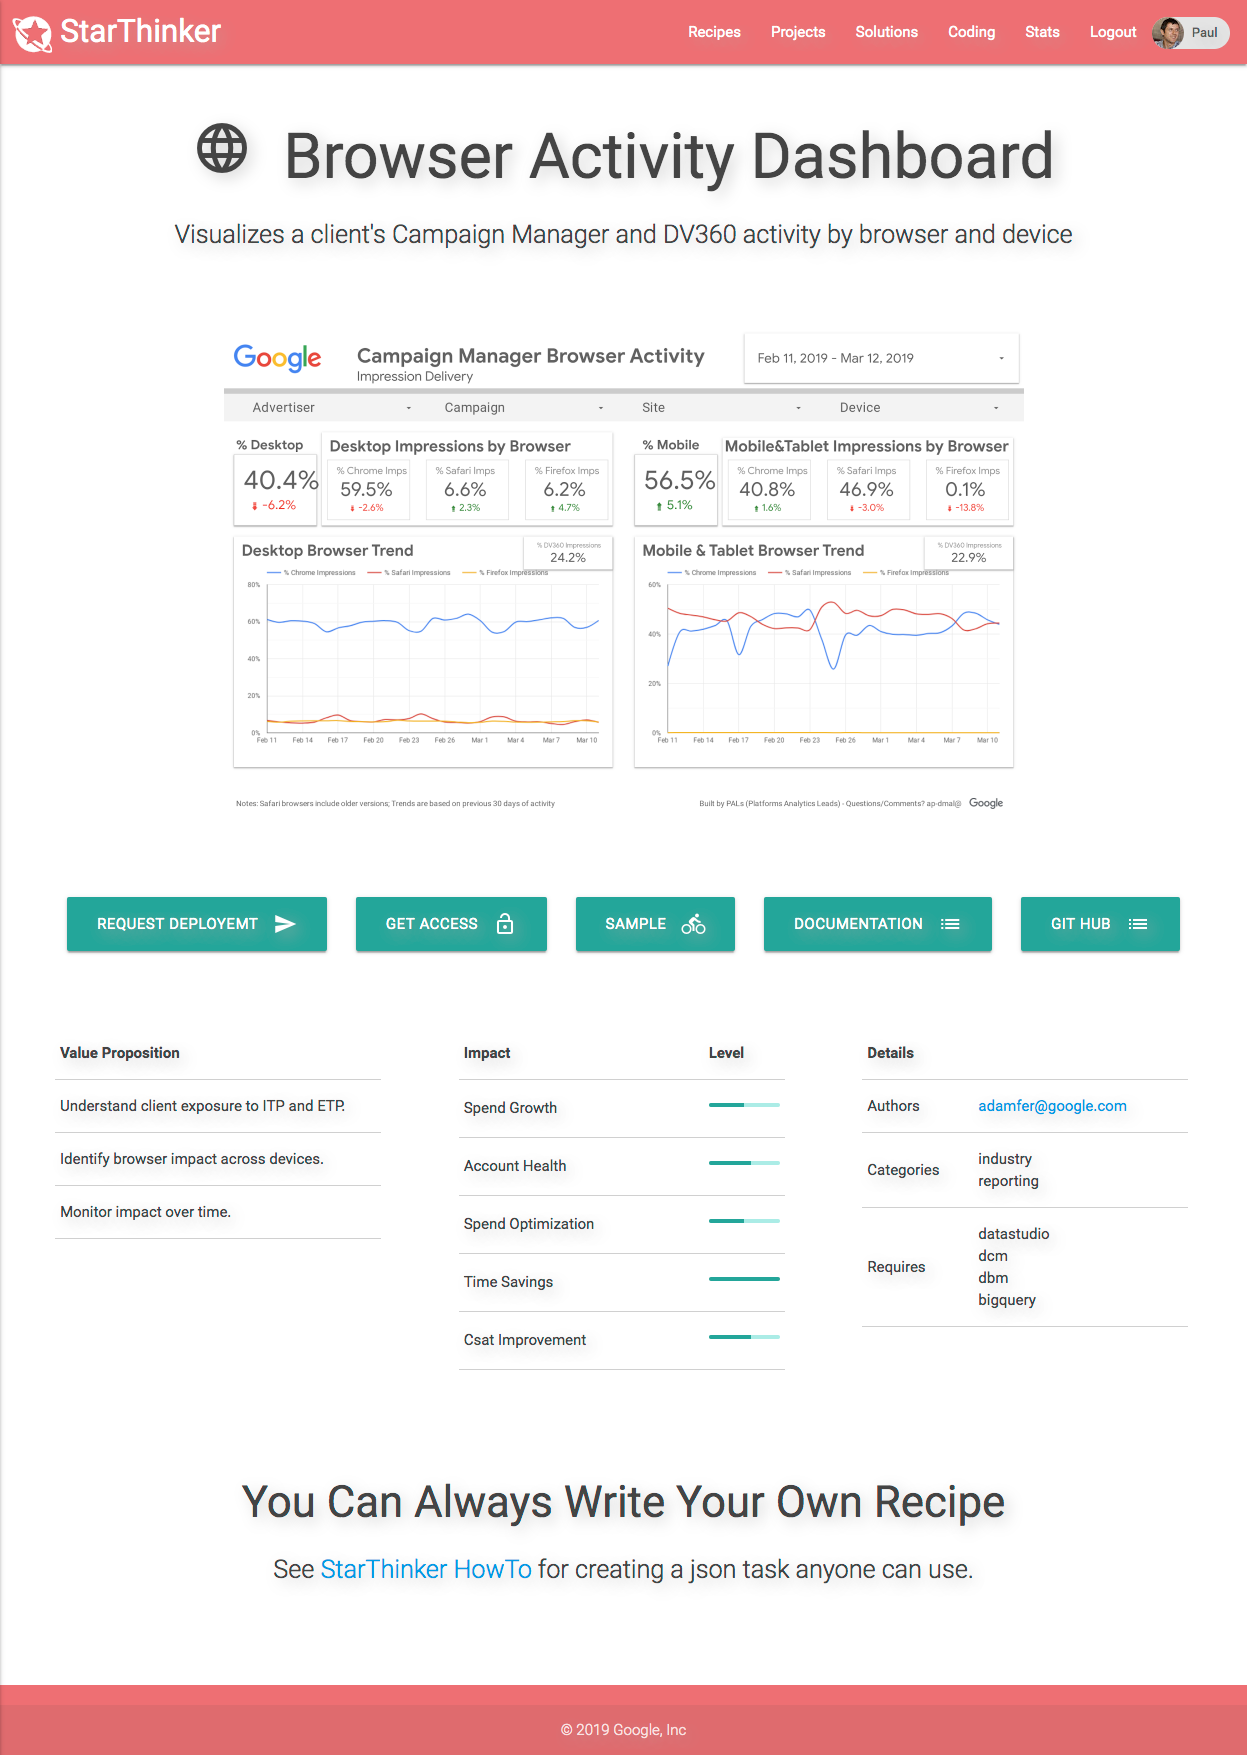 StarThinker
Recipes Projects Solutions Coding Stats Logout Paul
Browser Activity Dashboard
Visualizes a client's Campaign Manager and DV360 activity by browser and device
Google
Campaign Manager Browser Activity
Impression Delivery
Feb 11, 2019 - Mar 12, 2019
Advertiser Campaign Site Device
% Desktop
40.4%
-6.2%
Desktop Impressions by Browser
% Chrome Imps % Safari Imps % Firefox Imps
59.5% 6.6% 6.2%
-2.6% 2.3% 4.7%
% Mobile
56.5%
5.1%
Mobile&Tablet Impressions by Browser
% Chrome Imps % Safari Imps % Firefox Imps
40.8% 46.9% 0.1%
1.6% -3.0% -13.8%
Desktop Browser Trend
% DV360 Impressions
24.2%
% Chrome Impressions % Safari Impressions % Firefox Impressions
80%
60%
40%
20%
0%
Feb 11 Feb 14 Feb 17 Feb 20 Feb 23 Feb 26 Mar 1 Mar 4 Mar 7 Mar 10
Mobile & Tablet Browser Trend
% DV360 Impressions
22.9%
% Chrome Impressions % Safari Impressions % Firefox Impressions
60%
40%
20%
0%
Feb 11 Feb 14 Feb 17 Feb 20 Feb 23 Feb 26 Mar 1 Mar 4 Mar 7 Mar 10
Notes: Safari browsers include older versions; Trends are based on previous 30 days of activity
Built by PALs (Platforms Analytics Leads) - Questions/Comments? ap-dmal@ Google
REQUEST DEPLOYEMT GET ACCESS SAMPLE DOCUMENTATION GIT HUB
Value Proposition
Understand client exposure to ITP and ETP.
Identify browser impact across devices.
Monitor impact over time.
Impact Level
Spend Growth
Account Health
Spend Optimization
Time Savings
Csat Improvement
Details
Authors adamfer@google.com
Categories industry
reporting
Requires datastudio
dcm
dbm
bigquery
You Can Always Write Your Own Recipe
See StarThinker HowTo for creating a json task anyone can use.
© 2019 Google, Inc